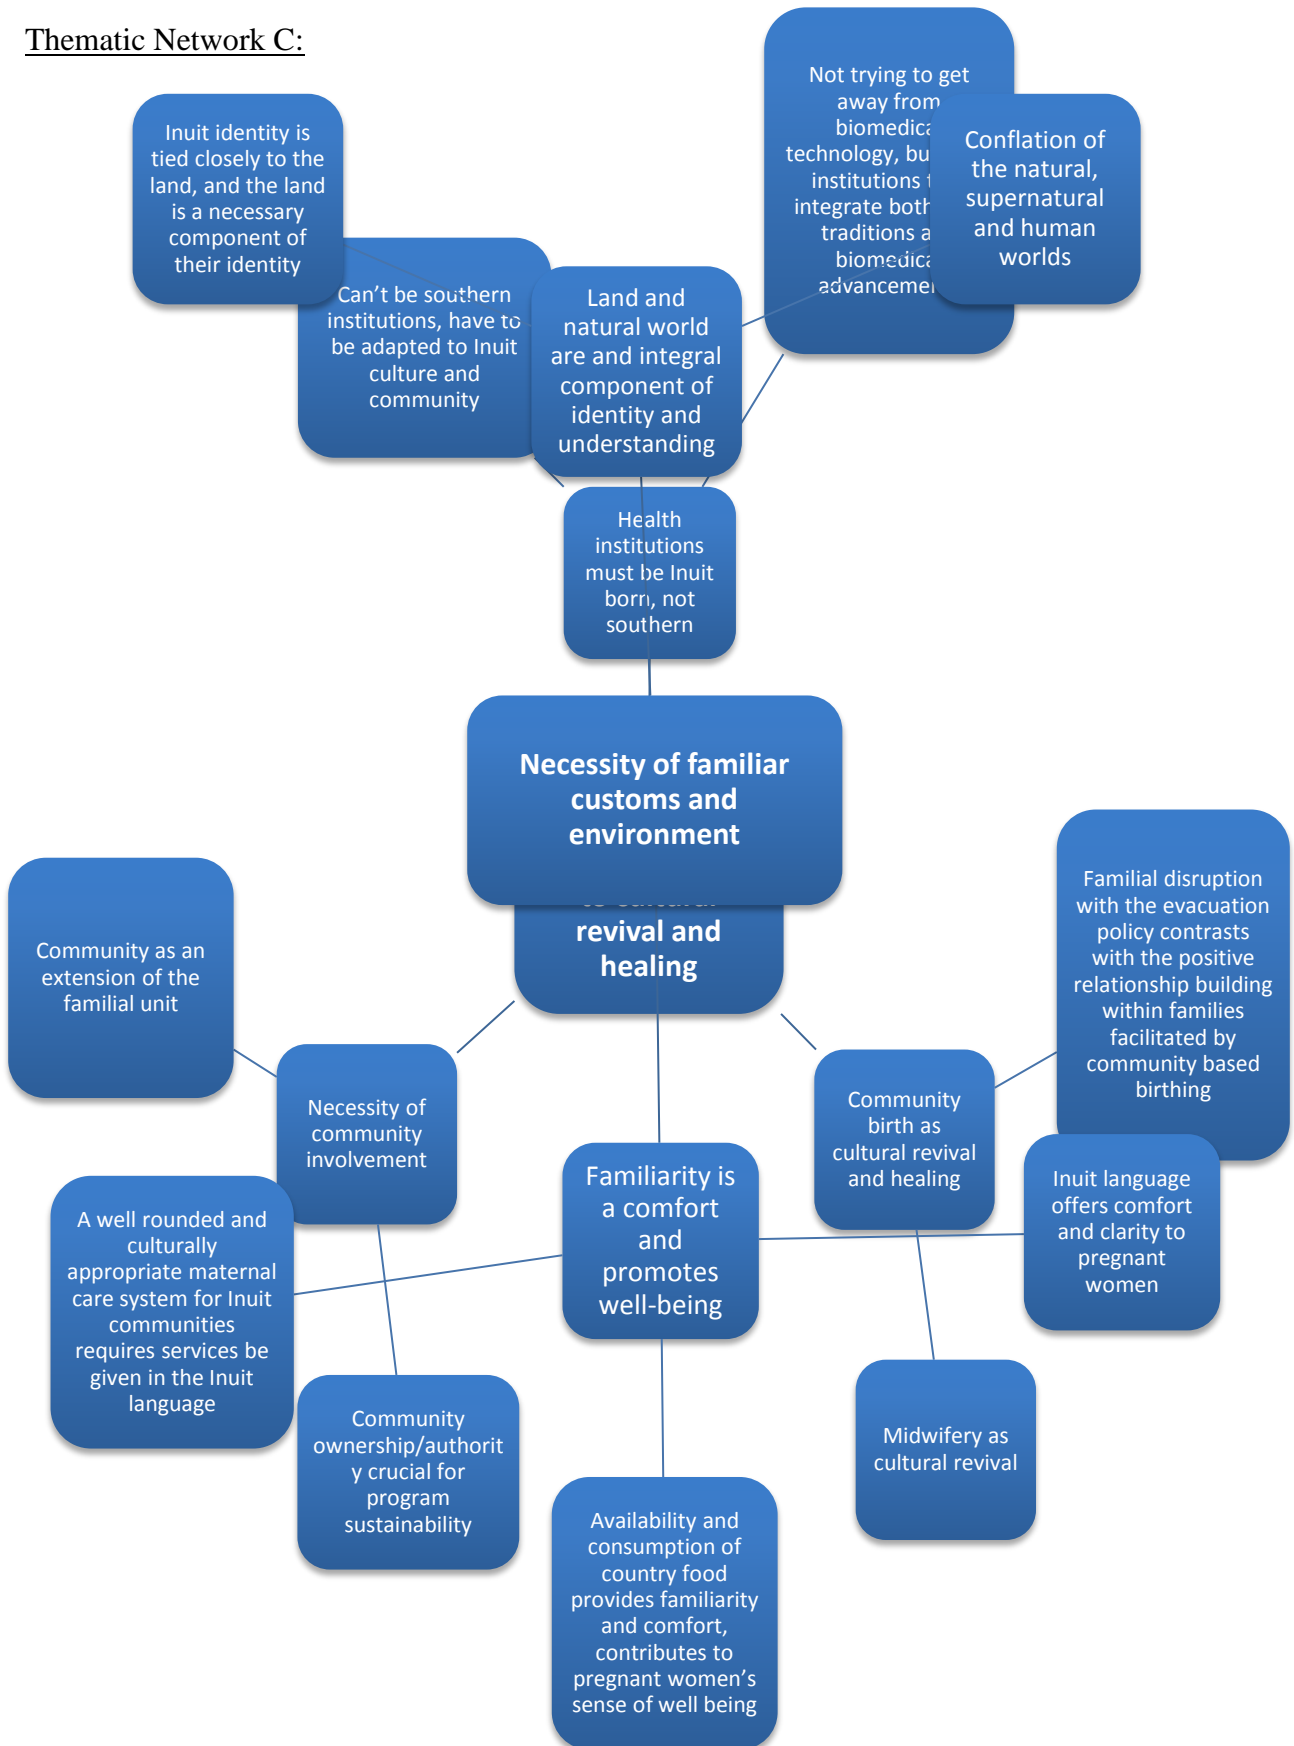 Thematic Network C:
Not trying to get
away from
technology,
institutions
integrate both
traditions
Inuit identity is
tied closely to the
land, and the land
is a necessary
component of
their identity
Conflation of
the natural,
supernatural
and human
worlds
Can’t be southern
institutions, have to
be adapted to Inuit
culture and
community
Land and
natural world
are and integral
component of
identity and
understanding
Health
institutions
must be Inuit
born, not
southern
Necessity of familiar
customs and
environment
revival and
healing
Community as an
extension of the
familial unit
Familial disruption
with the evacuation
policy contrasts
with the positive
relationship building
within families
facilitated by
community based
birthing
Necessity of
community
involvement
Community
birth as
cultural revival
and healing
Familiarity is
a comfort
and
promotes
well-being
Inuit language
offers comfort
and clarity to
pregnant
women
A well rounded and
culturally
appropriate maternal
care system for Inuit
communities
requires services be
given in the Inuit
language
Community
ownership/authorit
y crucial for
program
sustainability
Midwifery as
cultural revival
Availability and
consumption of
country food
provides familiarity
and comfort,
contributes to
pregnant women’s
sense of well being